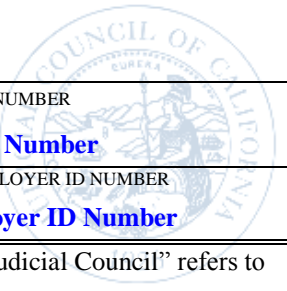 COUNCIL OF CALIFORNIA
EUREKA
NUMBER
Number
LOYER ID NUMBER
oyer ID Number
udicial Council” refers to